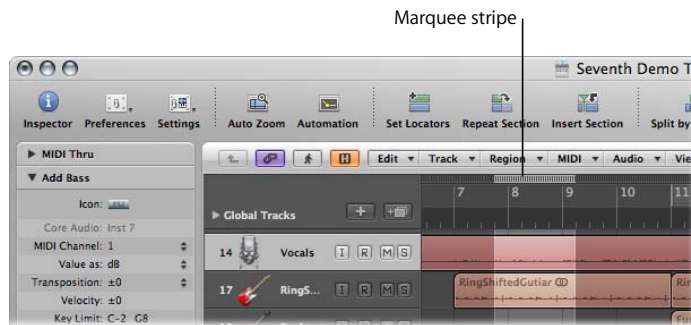 Marquee stripe
Seventh Demo T
Inspector Preferences Settings Auto Zoom Automation Set Locators Repeat Section Insert Section Split by
MIDI Thru
Edit Track Region MIDI Audio Vie
Add Bass
7 8 9 10 11
Icon:
Global Tracks
Core Audio: Inst 7
MIDI Channel: 1
14 Vocals I R M S
Value as: dB
Transposition: ±0
17 RingS... I R M S
RingShiftedGutiar
Rin
Velocity: ±0
Key Limit: C-2 G8